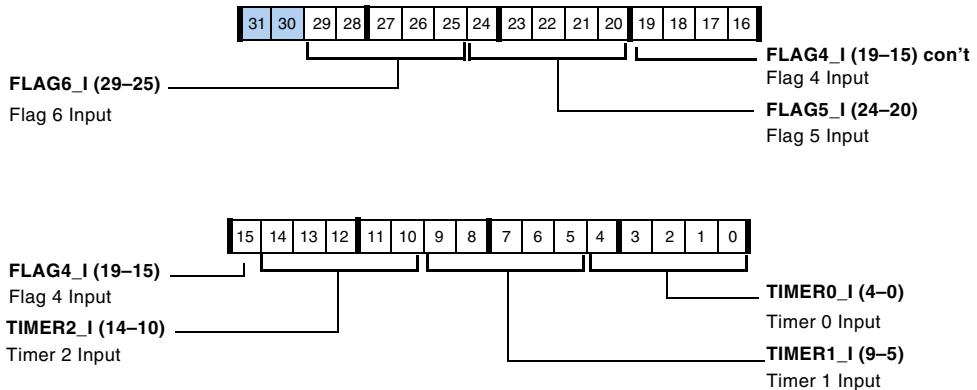 31 30 29 28 27 26 25 24 23 22 21 20 19 18 17 16
FLAG4_I (19–15) con't
Flag 4 Input
FLAG6_I (29–25)
Flag 6 Input
FLAG5_I (24–20)
Flag 5 Input
15 14 13 12 11 10 9 8 7 6 5 4 3 2 1 0
FLAG4_I (19–15)
Flag 4 Input
TIMER0_I (4–0)
Timer 0 Input
TIMER2_I (14–10)
Timer 2 Input
TIMER1_I (9–5)
Timer 1 Input